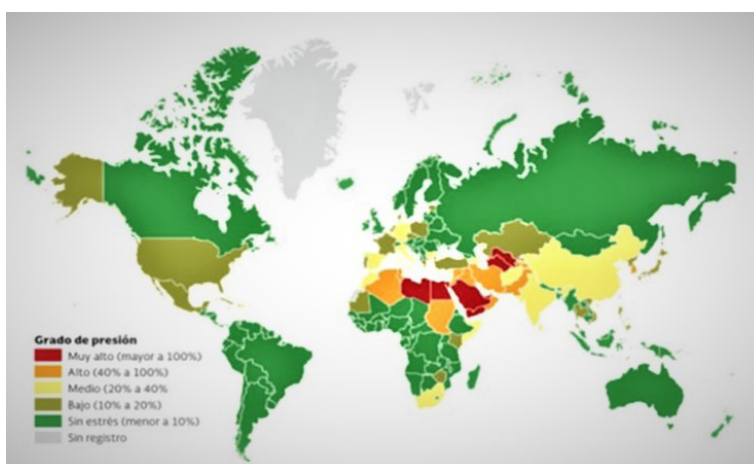 Grado de presión
Muy alto (mayor a 100%)
Alto (40% a 100%)
Medio (20% a 40%
Bajo (10% a 20%)
Sin estrés (menor a 10%)
Sin registro